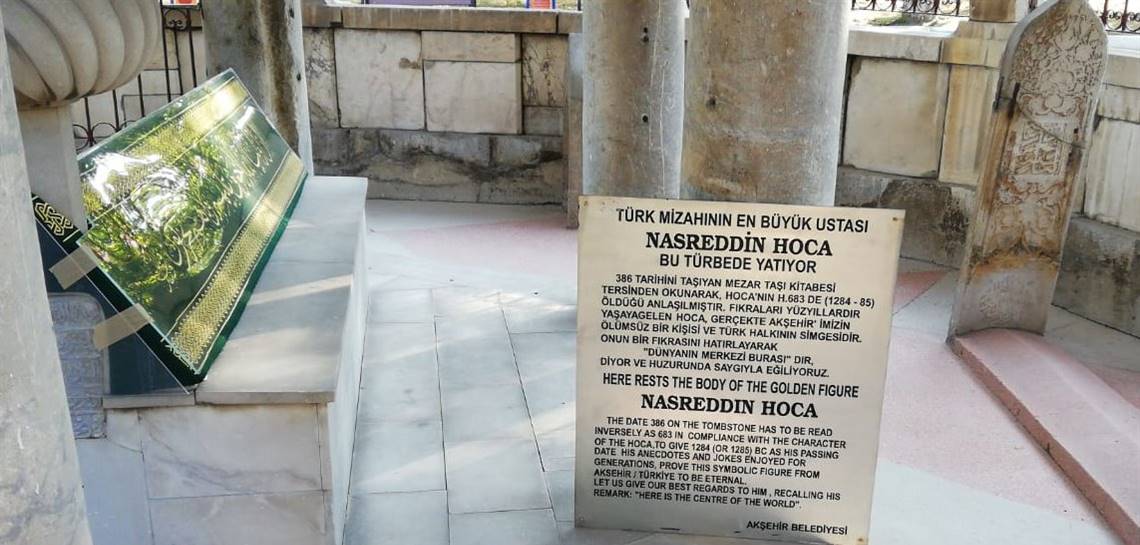 TÜRK MİZAHININ EN BÜYÜK USTASI
NASREDDİN HOCA
BU TÜRBEDE YATIYOR
386 TARİHİNİ TAŞIYAN MEZAR TAŞI KİTABESİ
TERSİNDEN OKUNARAK, HOCA'NIN H.683 DE (1284 - 85)
ÖLDÜĞÜ ANLAŞILMIŞTIR. FIKRALARI YÜZYILLARDIR
YAŞAYAGELEN HOCA, GERÇEKTE AKŞEHİR' İMİZİN
ÖLÜMSÜZ BİR KİŞİSİ VE TÜRK HALKININ SİMGESİDİR.
ONUN BİR FIKRASINI HATIRLAYARAK
"DÜNYANIN MERKEZİ BURASI" DIR,
DİYOR VE HUZURUNDA SAYGIYLA EĞİLİYORUZ.
HERE RESTS THE BODY OF THE GOLDEN FIGURE
NASREDDIN HOCA
THE DATE 386 ON THE TOMBSTONE HAS TO BE READ
INVERSELY AS 683 IN COMPLIANCE WITH THE CHARACTER
OF THE HOCA,TO GIVE 1284 (OR 1285) BC AS HIS PASSING
DATE HIS ANECDOTES AND JOKES ENJOYED FOR
GENERATIONS, PROVE THIS SYMBOLIC FIGURE FROM
AKSEHIR / TÜRKIYE TO BE ETERNAL.
LET US GIVE OUR BEST REGARDS TO HIM , RECALLING HIS
REMARK: "HERE IS THE CENTRE OF THE WORLD".
AKŞEHİR BELEDİYESİ